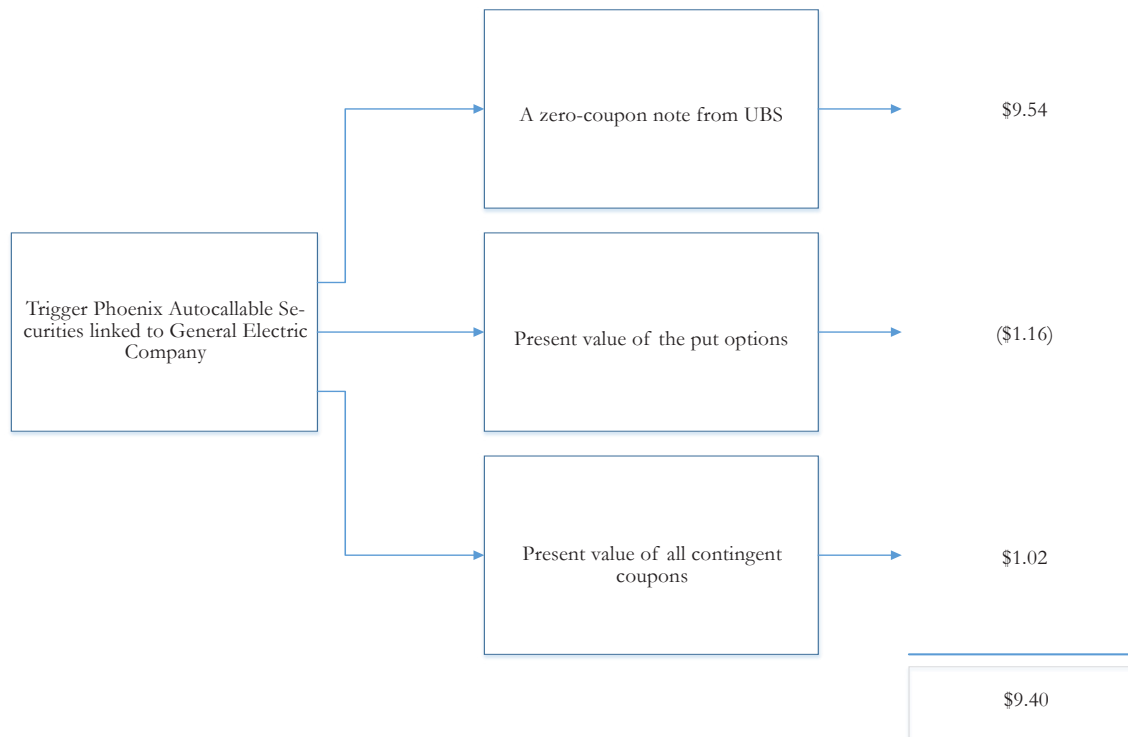 A zero-coupon note from UBS
$9.54
Trigger Phoenix Autocallable Se-
curities linked to General Electric
Company
Present value of the put options
($1.16)
Present value of all contingent
coupons
$1.02
$9.40